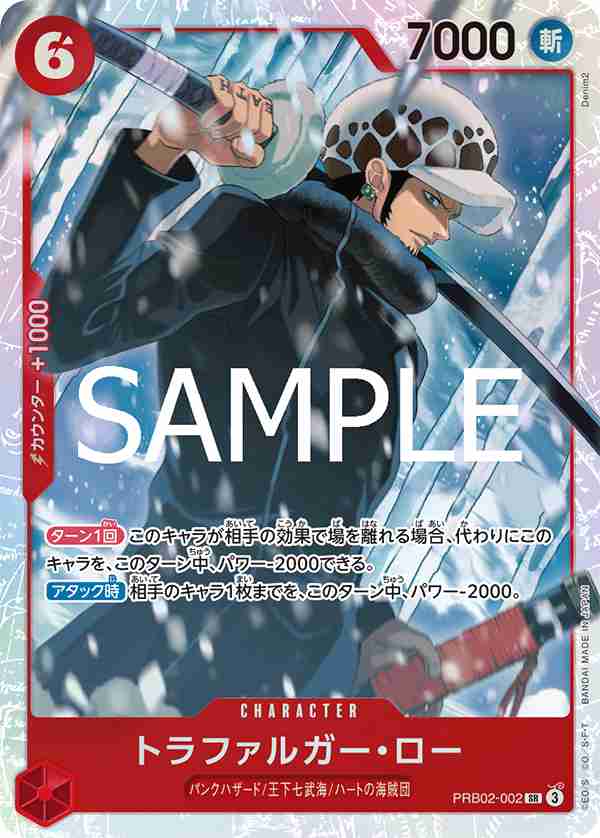 6
7000
斬
Denim2
カウンター +1000
SAMPLE
ターン1回 このキャラが相手の効果で場を離れる場合、代わりにこの
キャラを、このターン中、パワー-2000できる。
アタック時 相手のキャラ1枚までを、このターン中、パワー-2000。
CHARACTER
トラファルガー・ロー
パンクハザード/王下七武海/ハートの海賊団
PRB02-002 SR 3
©E.O/S. ©O./S・F・T BANDAI MADE IN JAPAN